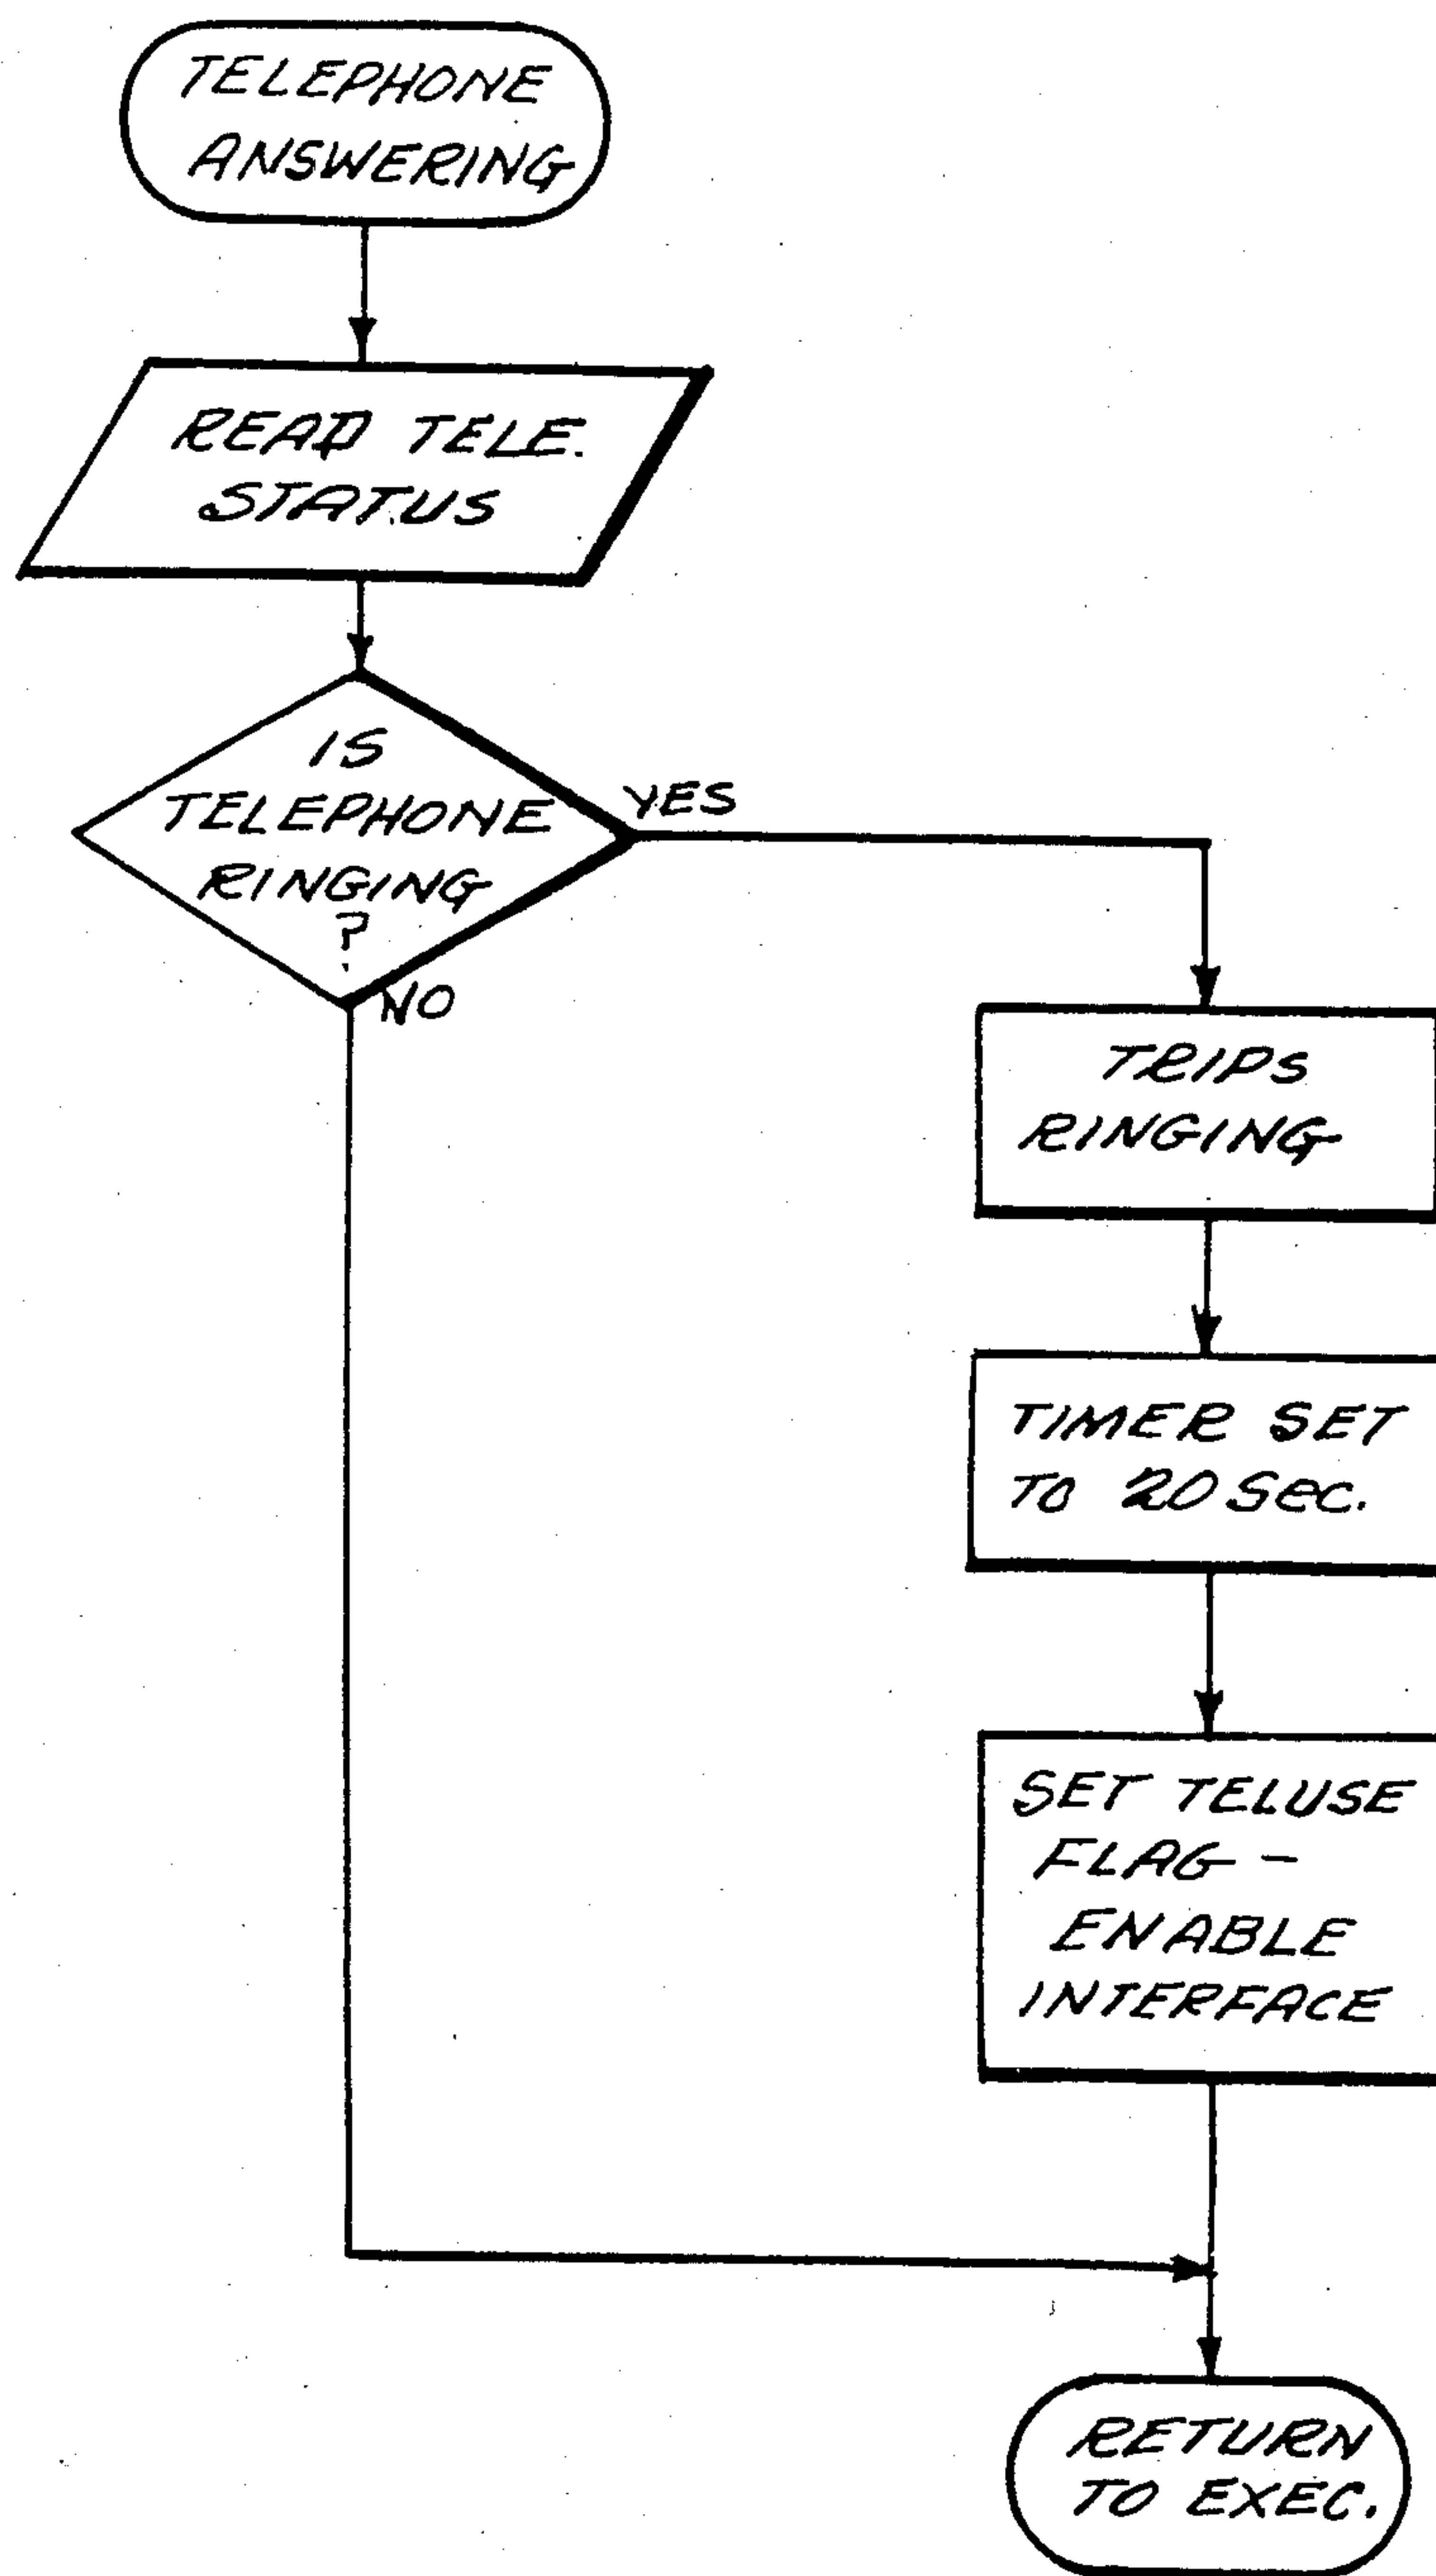 TELEPHONE
ANSWERING
READ TELE.
STATUS
IS
TELEPHONE
RINGING
?
YES
NO
TRIPS
RINGING
TIMER SET
TO 20 SEC.
SET TELUSE
FLAG -
ENABLE
INTERFACE
RETURN
TO EXEC.